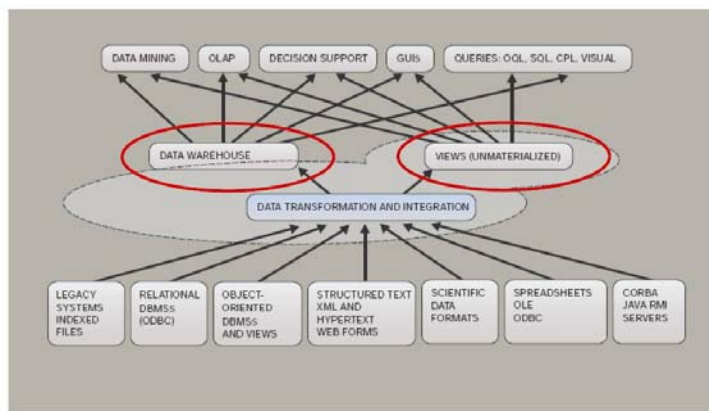 DATA MINING
OLAP
DECISION SUPPORT
GUIs
QUERIES: OQL, SQL, CPL, VISUAL
DATA WAREHOUSE
VIEWS (UNMATERIALIZED)
DATA TRANSFORMATION AND INTEGRATION
LEGACY
SYSTEMS
INDEXED
FILES
RELATIONAL
DBMSs
(ODBC)
OBJECT-
ORIENTED
DBMSs
AND VIEWS
STRUCTURED TEXT
XML AND
HYPERTEXT
WEB FORMS
SCIENTIFIC
DATA
FORMATS
SPREADSHEETS
OLE
ODBC
CORBA
JAVA RMI
SERVERS